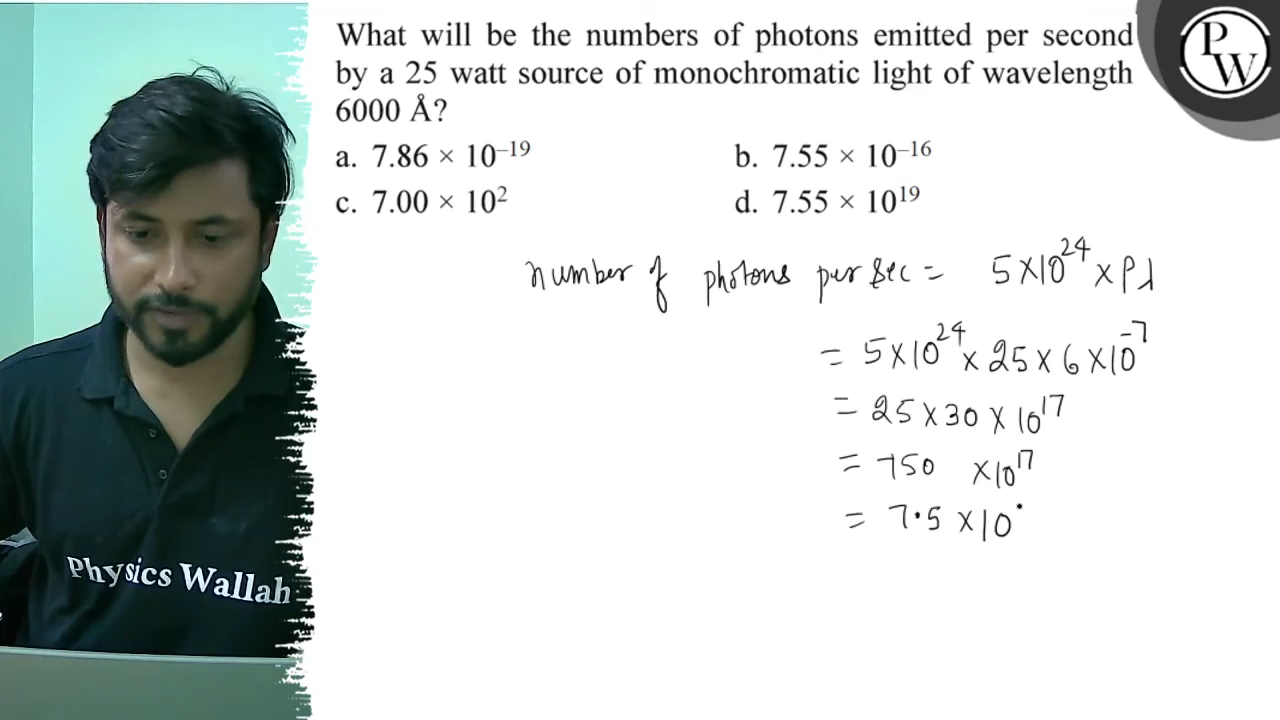 What will be the numbers of photons emitted per second
by a 25 watt source of monochromatic light of wavelength
6000 Å?
a. 7.86 × 10⁻¹⁹ b. 7.55 × 10⁻¹⁶
c. 7.00 × 10² d. 7.55 × 10¹⁹
number of photons per sec = 5×10²⁴ × Pλ
= 5×10²⁴ × 25 × 6 × 10⁻⁷
= 25 × 30 × 10¹⁷
= 750 ×10¹⁷
= 7.5 ×10
PW
Physics Wallah